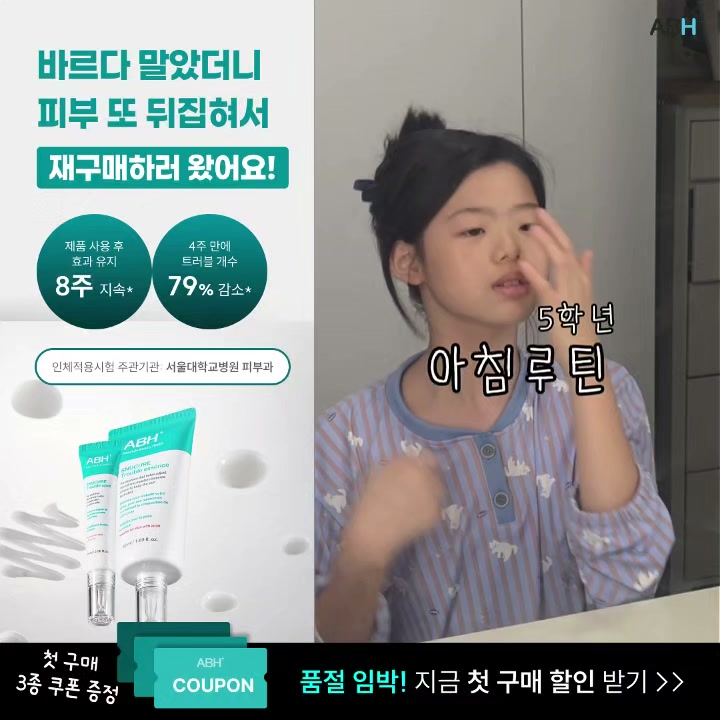 ABH
바르다 말았더니
피부 또 뒤집혀서
재구매하러 왔어요!
제품 사용 후
효과 유지
8주 지속*
4주 만에
트러블 개수
79% 감소*
인체적용시험 주관기관: 서울대학교병원 피부과
5학년
아침루틴
ABH
ABH
Trouble essence
첫 구매
3종 쿠폰 증정
ABH
COUPON
품절 임박! 지금 첫 구매 할인 받기 >>